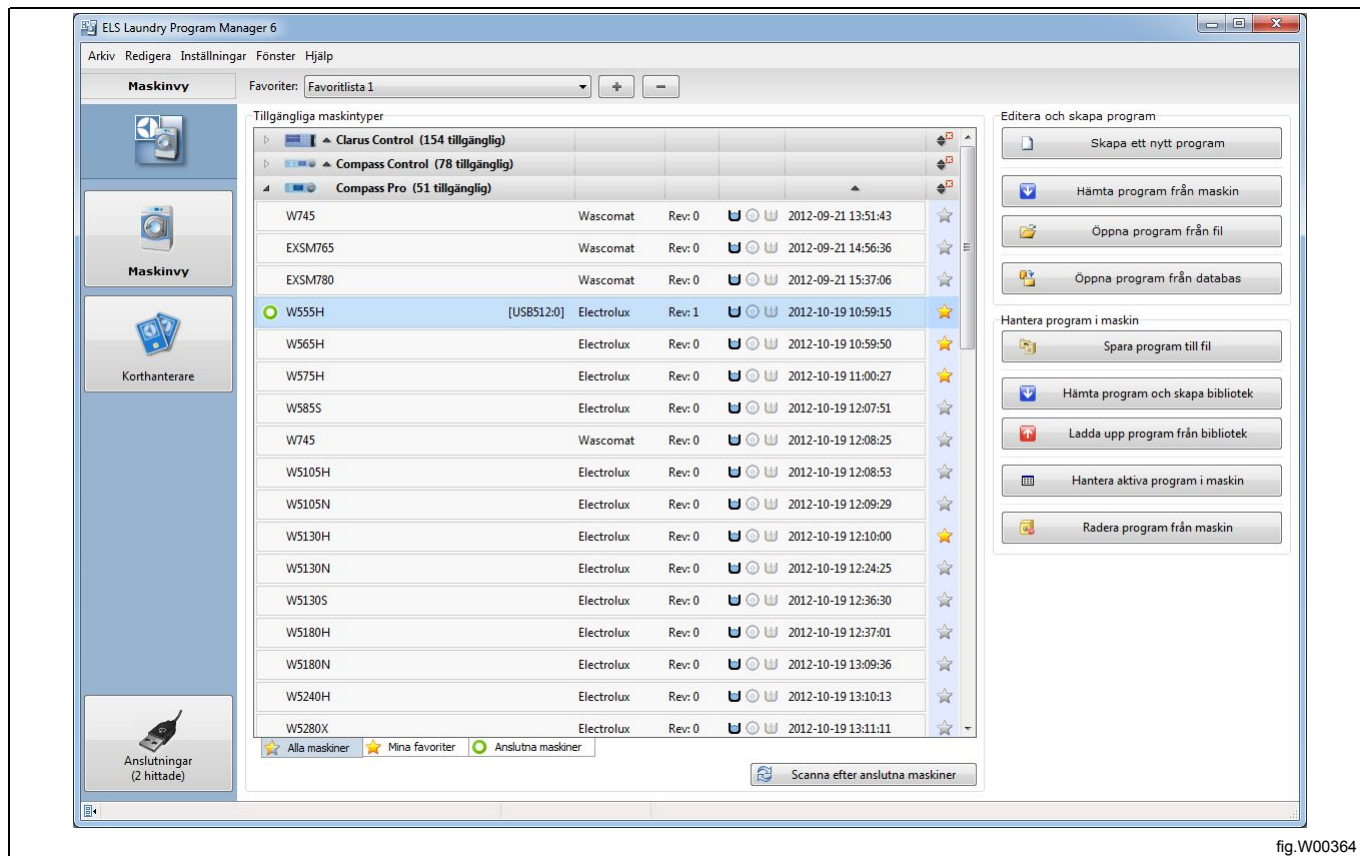 ELS Laundry Program Manager 6
Arkiv Redigera Inställningar Fönster Hjälp
Maskinvy
Favoriter: Favoritlista 1
Tillgängliga maskintyper
Clarus Control (154 tillgänglig)
Compass Control (78 tillgänglig)
Compass Pro (51 tillgänglig)
W745 Wascomat Rev: 0 2012-09-21 13:51:43
EXSM765 Wascomat Rev: 0 2012-09-21 14:56:36
EXSM780 Wascomat Rev: 0 2012-09-21 15:37:06
W555H [USB512:0] Electrolux Rev: 1 2012-10-19 10:59:15
W565H Electrolux Rev: 0 2012-10-19 10:59:50
W575H Electrolux Rev: 0 2012-10-19 11:00:27
W585S Electrolux Rev: 0 2012-10-19 12:07:51
W745 Wascomat Rev: 0 2012-10-19 12:08:25
W5105H Electrolux Rev: 0 2012-10-19 12:08:53
W5105N Electrolux Rev: 0 2012-10-19 12:09:29
W5130H Electrolux Rev: 0 2012-10-19 12:10:00
W5130N Electrolux Rev: 0 2012-10-19 12:24:25
W5130S Electrolux Rev: 0 2012-10-19 12:36:30
W5180H Electrolux Rev: 0 2012-10-19 12:37:01
W5180N Electrolux Rev: 0 2012-10-19 13:09:36
W5240H Electrolux Rev: 0 2012-10-19 13:10:13
W5280X Electrolux Rev: 0 2012-10-19 13:11:11
Alla maskiner Mina favoriter Anslutna maskiner
Scanna efter anslutna maskiner
Maskinvy
Korthanterare
Anslutningar
(2 hittade)
Editera och skapa program
Skapa ett nytt program
Hämta program från maskin
Öppna program från fil
Öppna program från databas
Hantera program i maskin
Spara program till fil
Hämta program och skapa bibliotek
Ladda upp program från bibliotek
Hantera aktiva program i maskin
Radera program från maskin
fig.W00364